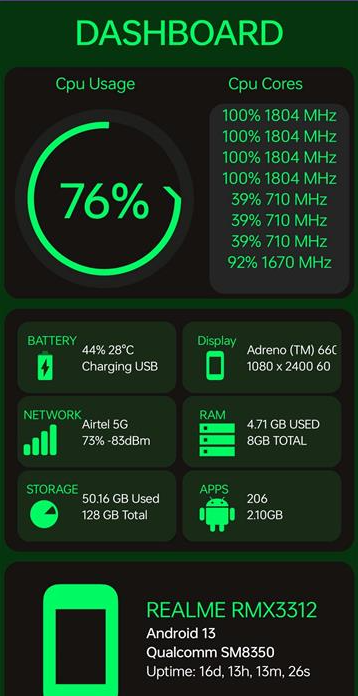 DASHBOARD
Cpu Usage
76%
Cpu Cores
100% 1804 MHz
100% 1804 MHz
100% 1804 MHz
100% 1804 MHz
39% 710 MHz
39% 710 MHz
39% 710 MHz
92% 1670 MHz
BATTERY
44% 28°C
Charging USB
Display
Adreno (TM) 660
1080 x 2400 60
NETWORK
Airtel 5G
73% -83dBm
RAM
4.71 GB USED
8GB TOTAL
STORAGE
50.16 GB Used
128 GB Total
APPS
206
2.10GB
REALME RMX3312
Android 13
Qualcomm SM8350
Uptime: 16d, 13h, 13m, 26s